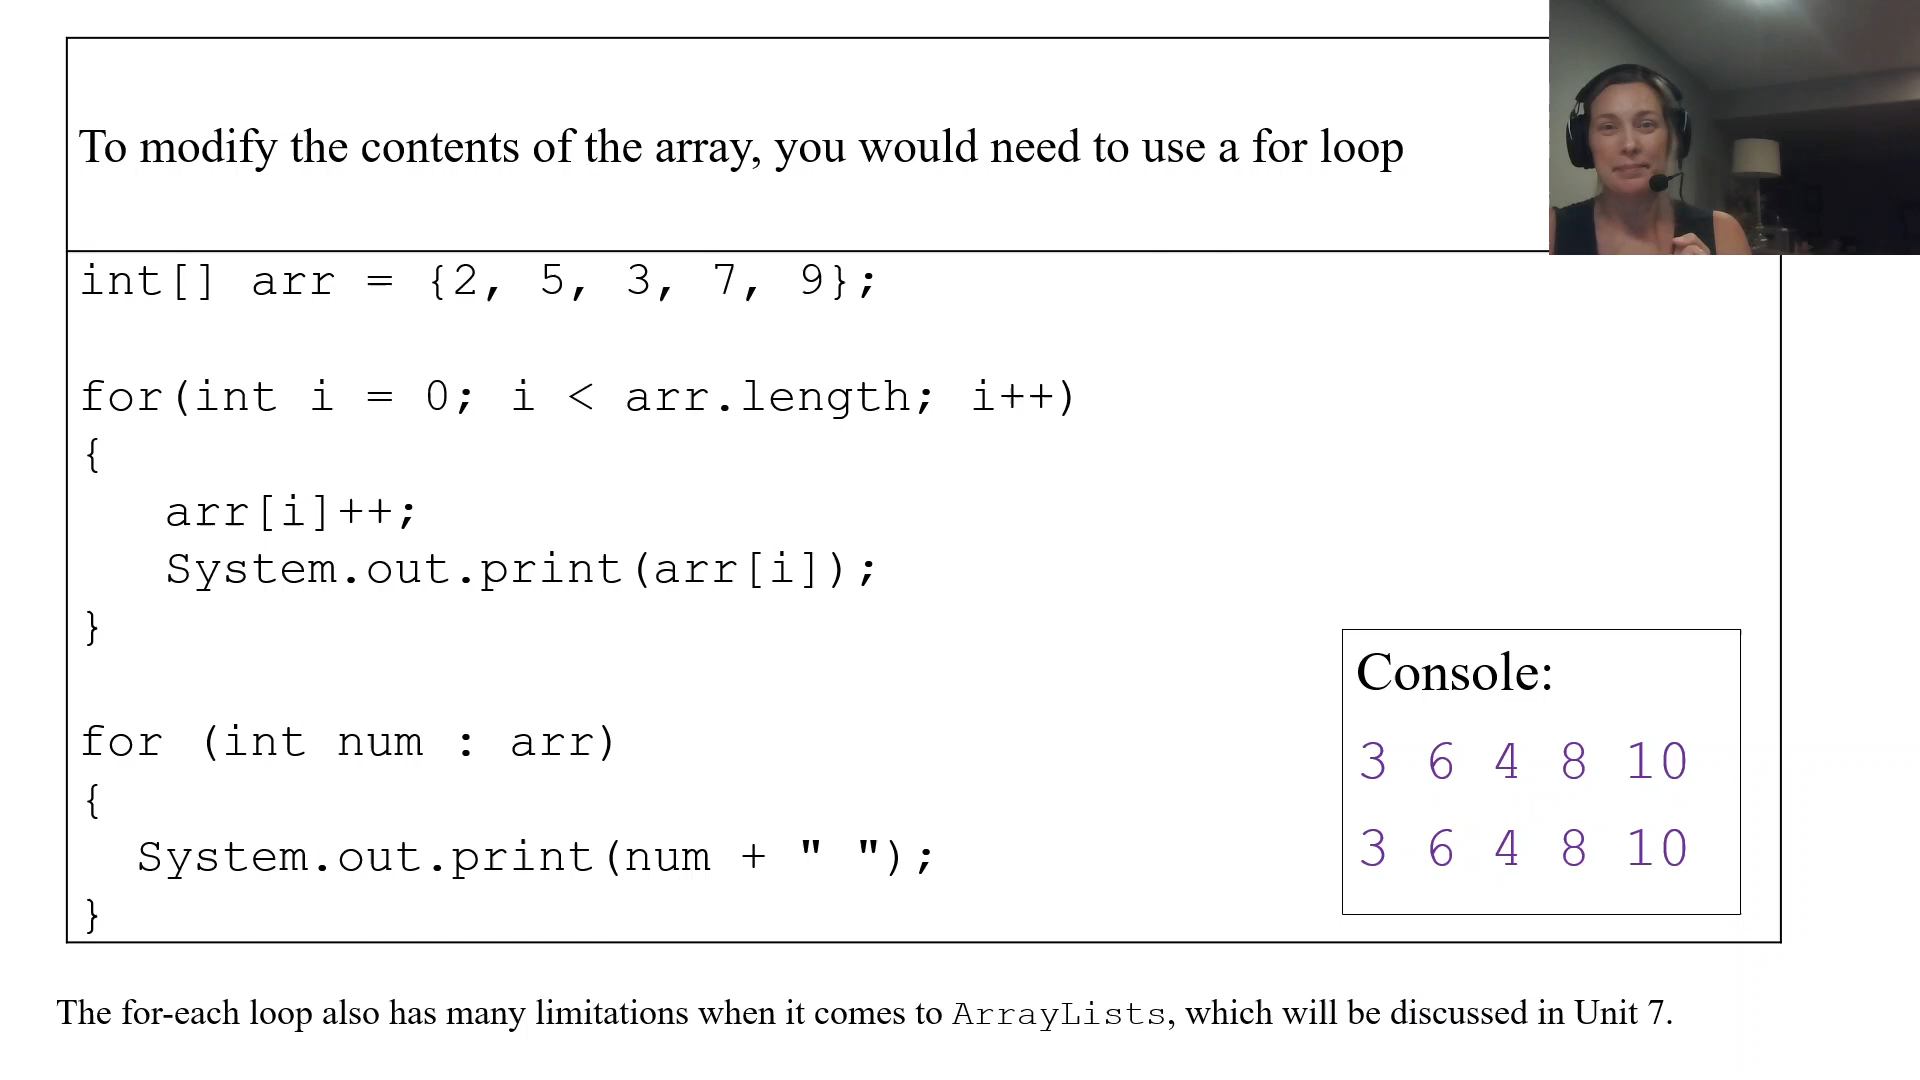 To modify the contents of the array, you would need to use a for loop
int[] arr = {2, 5, 3, 7, 9};
for(int i = 0; i < arr.length; i++)
{
arr[i]++;
System.out.print(arr[i]);
}
for (int num : arr)
{
System.out.print(num + " ");
}
Console:
3 6 4 8 10
3 6 4 8 10
The for-each loop also has many limitations when it comes to ArrayLists, which will be discussed in Unit 7.